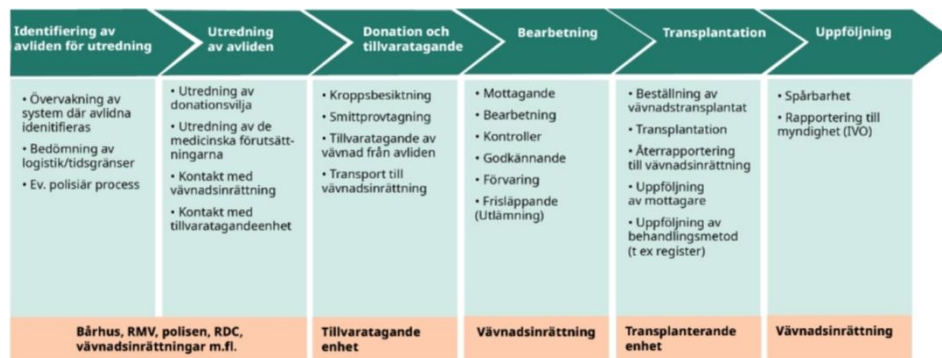 Identifiering av
avliden för utredning
Utredning
av avliden
Donation och
tillvaratagande
Bearbetning
Transplantation
Uppföljning
• Övervakning av
system där avlidna
idenitifieras
• Bedömning av
logistik/tidsgränser
• Ev. polisiär process
• Utredning av
donationsvilja
• Utredning av de
medicinska förutsätt-
ningarna
• Kontakt med
vävnadsinrättning
• Kontakt med
tillvaratagandeenhet
• Kroppsbesiktning
• Smittprovtagning
• Tillvaratagande av
vävnad från avliden
• Transport till
vävnadsinrättning
• Mottagande
• Bearbetning
• Kontroller
• Godkännande
• Förvaring
• Frisläppande
(Utlämning)
• Beställning av
vävnadstransplantat
• Transplantation
• Återrapportering
till vävnadsinrättning
• Uppföljning
av mottagare
• Uppföljning av
behandlingsmetod
(t ex register)
• Spårbarhet
• Rapportering till
myndighet (IVO)
Bårhus, RMV, polisen, RDC,
vävnadsinrättningar m.fl.
Tillvaratagande
enhet
Vävnadsinrättning
Transplanterande
enhet
Vävnadsinrättning